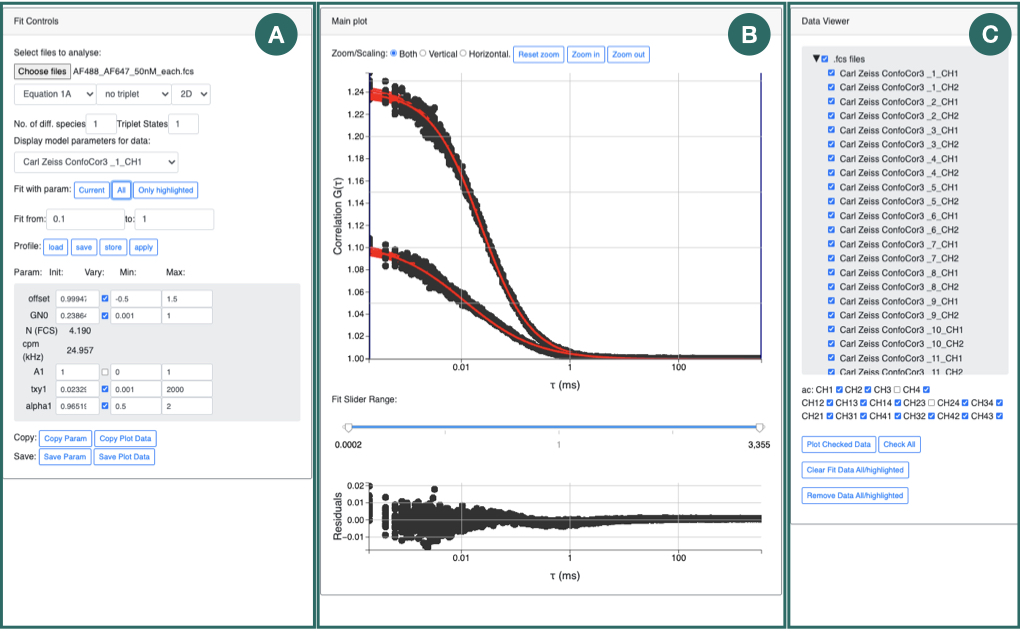 Fit Controls
A
Select files to analyse:
Choose files AF488_AF647_50nM_each.fcs
Equation 1A no triplet 2D
No. of diff. species 1 Triplet States 1
Display model parameters for data:
Carl Zeiss ConfoCor3 _1_CH1
Fit with param: Current All Only highlighted
Fit from: 0.1 to: 1
Profile: load save store apply
Param: Init: Vary: Min: Max:
offset 0.9994 -0.5 1.5
GN0 0.2386 0.001 1
N (FCS) 4.190
cpm
(kHz) 24.957
A1 1 0 1
txy1 0.0232 0.001 2000
alpha1 0.9651 0.5 2
Copy: Copy Param Copy Plot Data
Save: Save Param Save Plot Data
Main plot
B
Zoom/Scaling: Both Vertical Horizontal. Reset zoom Zoom in Zoom out
1.24
1.22
1.20
1.18
1.16
1.14
1.12
1.10
1.08
1.06
1.04
1.02
1.00
Correlation G(τ)
0.01 1 100
τ (ms)
Fit Slider Range:
0.0002 1 3,355
0.02
0.01
0.00
−0.01
Residuals
0.01 1 100
τ (ms)
Data Viewer
C
.fcs files
Carl Zeiss ConfoCor3 _1_CH1
Carl Zeiss ConfoCor3 _1_CH2
Carl Zeiss ConfoCor3 _2_CH1
Carl Zeiss ConfoCor3 _2_CH2
Carl Zeiss ConfoCor3 _3_CH1
Carl Zeiss ConfoCor3 _3_CH2
Carl Zeiss ConfoCor3 _4_CH1
Carl Zeiss ConfoCor3 _4_CH2
Carl Zeiss ConfoCor3 _5_CH1
Carl Zeiss ConfoCor3 _5_CH2
Carl Zeiss ConfoCor3 _6_CH1
Carl Zeiss ConfoCor3 _6_CH2
Carl Zeiss ConfoCor3 _7_CH1
Carl Zeiss ConfoCor3 _7_CH2
Carl Zeiss ConfoCor3 _8_CH1
Carl Zeiss ConfoCor3 _8_CH2
Carl Zeiss ConfoCor3 _9_CH1
Carl Zeiss ConfoCor3 _9_CH2
Carl Zeiss ConfoCor3 _10_CH1
Carl Zeiss ConfoCor3 _10_CH2
Carl Zeiss ConfoCor3 _11_CH1
Carl Zeiss ConfoCor3 _11_CH2
ac: CH1 CH2 CH3 CH4
CH12 CH13 CH14 CH23 CH24 CH34
CH21 CH31 CH41 CH32 CH42 CH43
Plot Checked Data Check All
Clear Fit Data All/highlighted
Remove Data All/highlighted